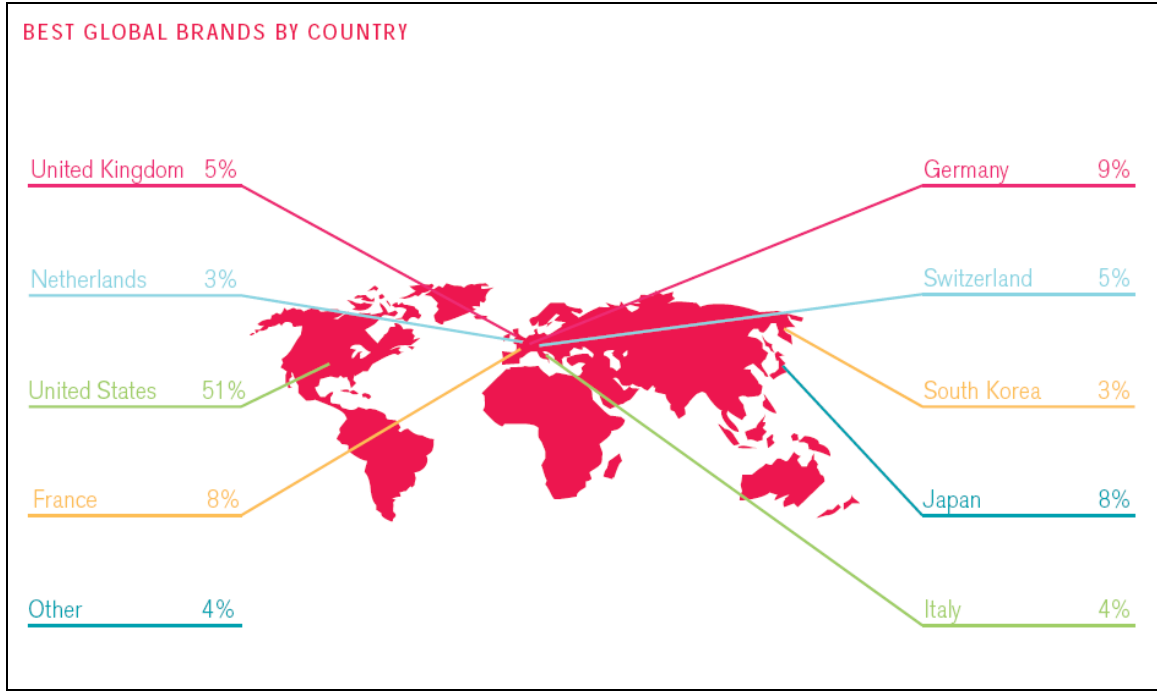 BEST GLOBAL BRANDS BY COUNTRY
United Kingdom 5%
Germany 9%
Netherlands 3%
Switzerland 5%
United States 51%
South Korea 3%
France 8%
Japan 8%
Other 4%
Italy 4%